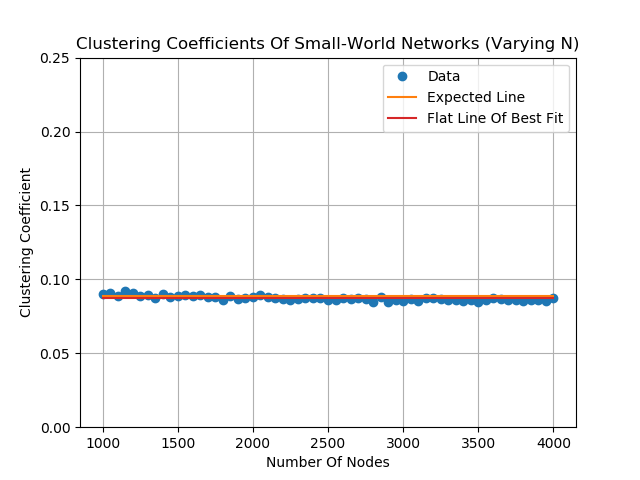 Clustering Coefficients Of Small-World Networks (Varying N)
0.25
0.20
0.15
0.10
0.05
0.00
Clustering Coefficient
Data
Expected Line
Flat Line Of Best Fit
1000 1500 2000 2500 3000 3500 4000
Number Of Nodes